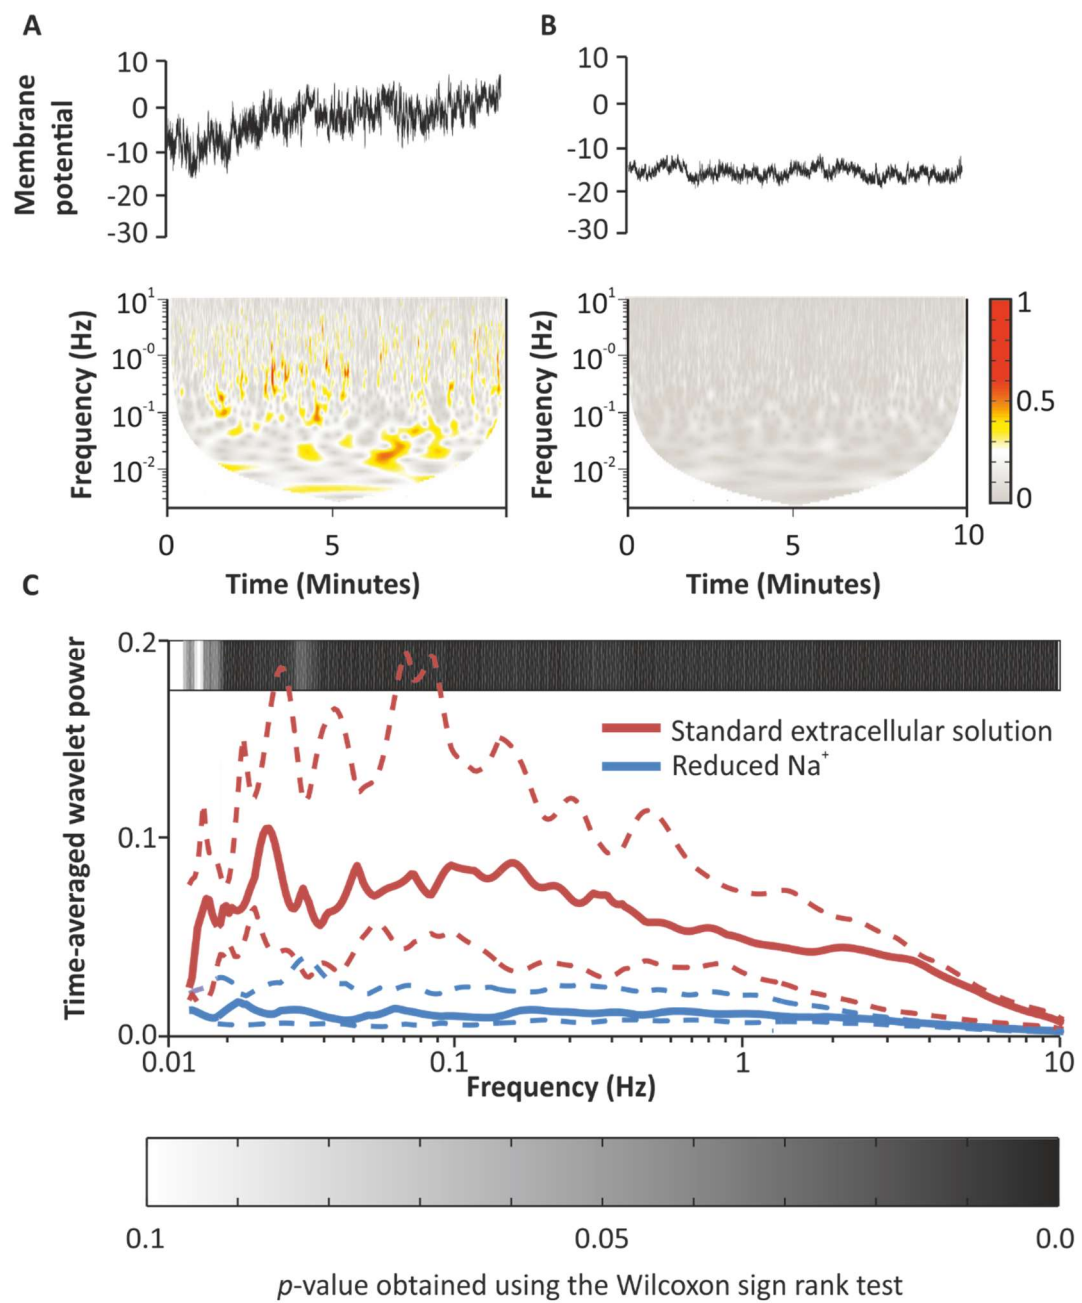 A
B
Membrane
potential
10
0
-10
-20
-30
10
0
-10
-20
-30
Frequency (Hz)
10¹
10⁻⁰
10⁻¹
10⁻²
0
5
Time (Minutes)
Frequency (Hz)
10¹
10⁻⁰
10⁻¹
10⁻²
0
5
10
Time (Minutes)
1
0.5
0
C
Time-averaged wavelet power
0.2
0.1
0.0
Standard extracellular solution
Reduced Na⁺
0.01
0.1
1
10
Frequency (Hz)
0.1
0.05
0.0
p-value obtained using the Wilcoxon sign rank test